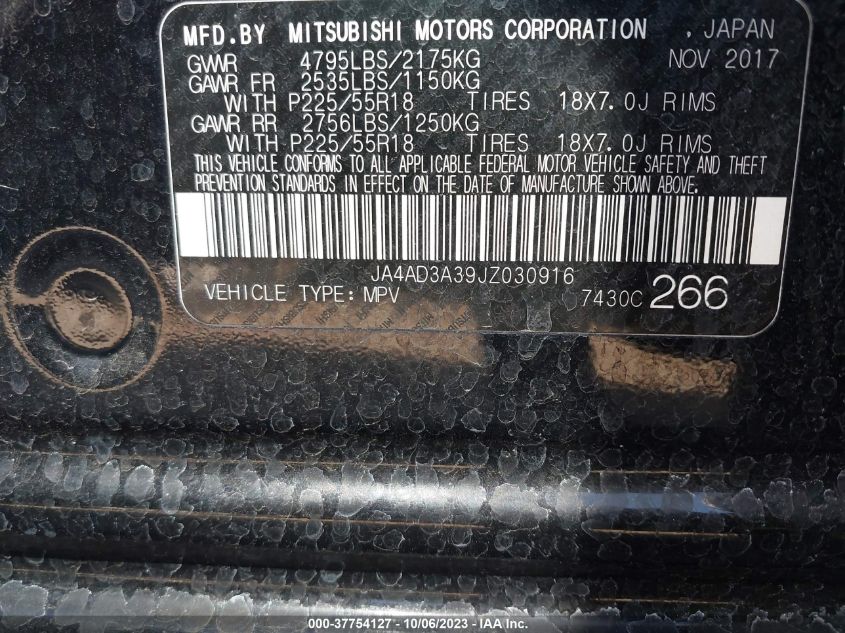 MFD.BY MITSUBISHI MOTORS CORPORATION , JAPAN
GVWR 4795LBS/2175KG NOV 2017
GAWR FR 2535LBS/1150KG
WITH P225/55R18 TIRES 18X7.0J RIMS
GAWR RR 2756LBS/1250KG
WITH P225/55R18 TIRES 18X7.0J RIMS
THIS VEHICLE CONFORMS TO ALL APPLICABLE FEDERAL MOTOR VEHICLE SAFETY AND THEFT
PREVENTION STANDARDS IN EFFECT ON THE DATE OF MANUFACTURE SHOWN ABOVE.
JA4AD3A39JZ030916
VEHICLE TYPE: MPV 7430C 266
000-37754127 - 10/06/2023 - IAA Inc.